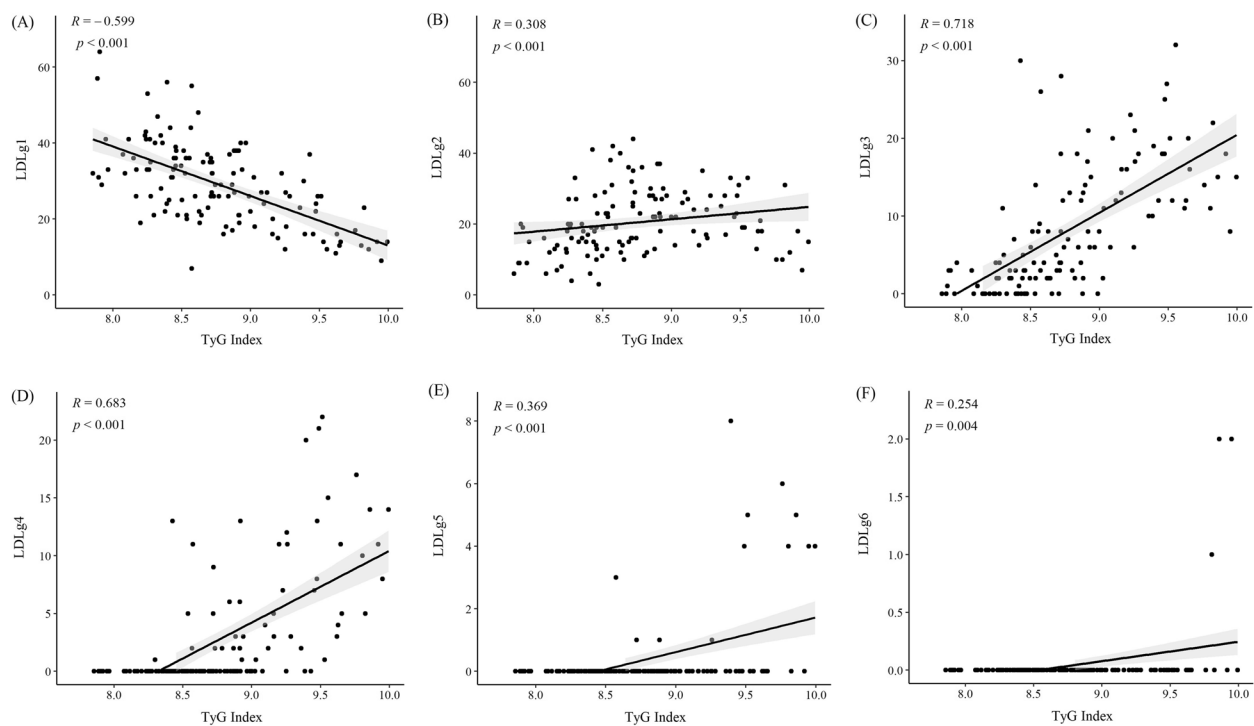 (A)
R = – 0.599
p < 0.001
60
40
20
0
LDLg1
8.0 8.5 9.0 9.5 10.0
TyG Index
(B)
R = 0.308
p < 0.001
60
40
20
0
LDLg2
8.0 8.5 9.0 9.5 10.0
TyG Index
(C)
R = 0.718
p < 0.001
30
20
10
0
LDLg3
8.0 8.5 9.0 9.5 10.0
TyG Index
(D)
R = 0.683
p < 0.001
20
15
10
5
0
LDLg4
8.0 8.5 9.0 9.5 10.0
TyG Index
(E)
R = 0.369
p < 0.001
8
6
4
2
0
LDLg5
8.0 8.5 9.0 9.5 10.0
TyG Index
(F)
R = 0.254
p = 0.004
2.0
1.5
1.0
0.5
0.0
LDLg6
8.0 8.5 9.0 9.5 10.0
TyG Index